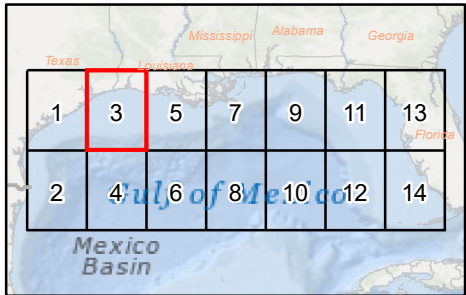 Mississippi Alabama Georgia
Texas Louisiana
1 3 5 7 9 11 13
Florida
2 4 6 8 10 12 14
Gulf of Mexico
Mexico
Basin